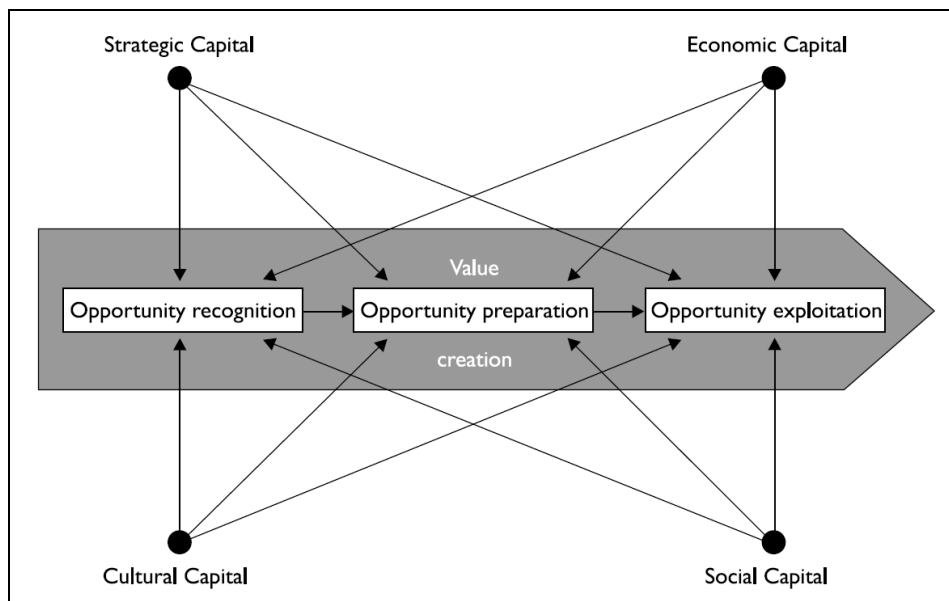 Strategic Capital
Economic Capital
Value
Opportunity recognition
Opportunity preparation
Opportunity exploitation
creation
Cultural Capital
Social Capital